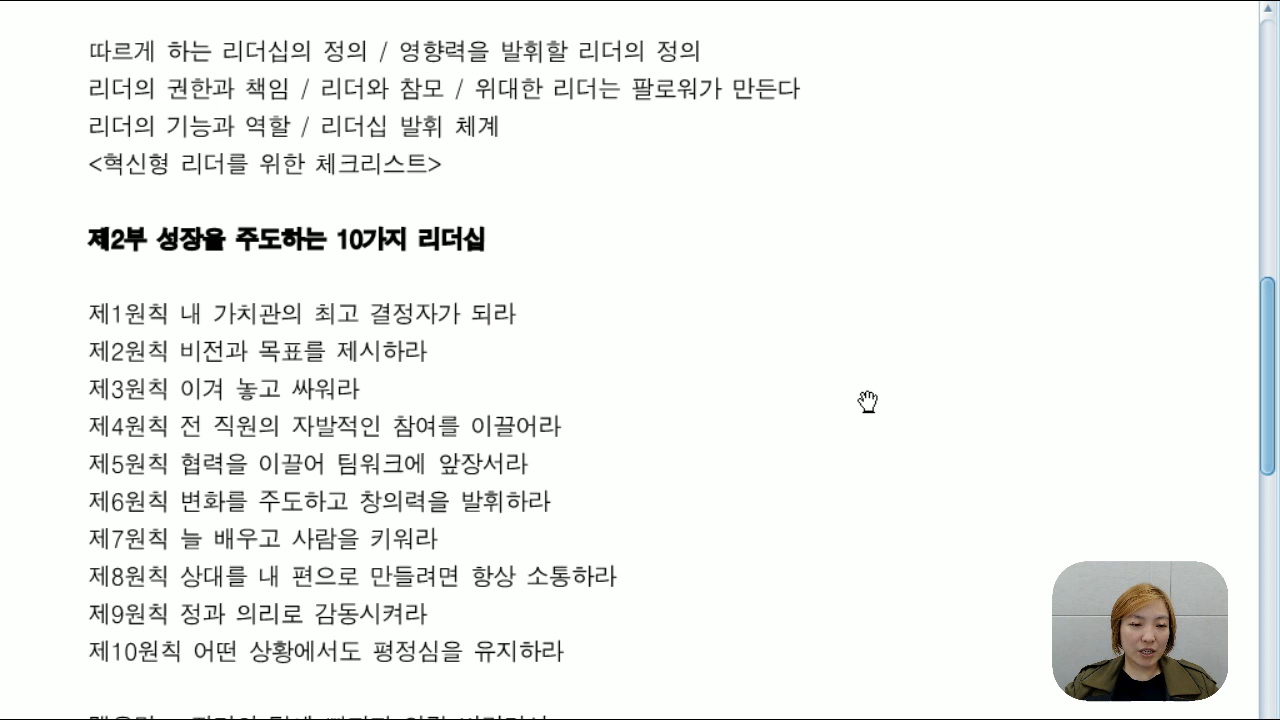 따르게 하는 리더십의 정의 / 영향력을 발휘할 리더의 정의
리더의 권한과 책임 / 리더와 참모 / 위대한 리더는 팔로워가 만든다
리더의 기능과 역할 / 리더십 발휘 체계
<혁신형 리더를 위한 체크리스트>
제2부 성장을 주도하는 10가지 리더십
제1원칙 내 가치관의 최고 결정자가 되라
제2원칙 비전과 목표를 제시하라
제3원칙 이겨 놓고 싸워라
제4원칙 전 직원의 자발적인 참여를 이끌어라
제5원칙 협력을 이끌어 팀워크에 앞장서라
제6원칙 변화를 주도하고 창의력을 발휘하라
제7원칙 늘 배우고 사람을 키워라
제8원칙 상대를 내 편으로 만들려면 항상 소통하라
제9원칙 정과 의리로 감동시켜라
제10원칙 어떤 상황에서도 평정심을 유지하라